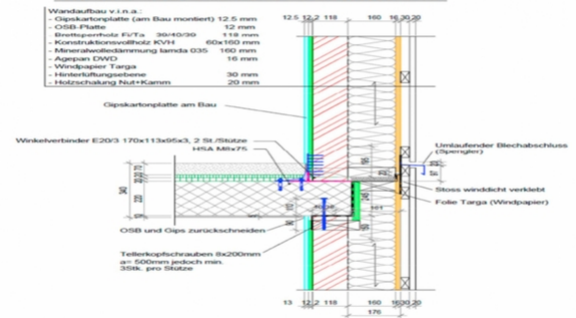 Wandaufbau v.i.n.a.:
- Gipskartonplatte (am Bau montiert) 12.5 mm
- OSB-Platte 12 mm
- Brettsperrholz Fi/Ta 39/40/39 118 mm
- Konstruktionsvollholz KVH 60x160 mm
- Mineralwolledämmung lamda 035 160 mm
- Agepan DWD 16 mm
- Windpapier Targa
- Hinterlüftungsebene 30 mm
- Holzschalung Nut+Kamm 20 mm
12.5 12.2 118 160 16 30 20
Gipskartonplatte am Bau
Winkelverbinder E20/3 170x113x95x3, 2 St./Stütze
HSA M8x75
Umlaufender Blechabschluss
(Spengler)
340
Stoss winddicht verklebt
Folie Targa (Windpapier)
OSB und Gips zurückschneiden
Tellerkopfschrauben 8x200mm
a= 500mm jedoch min.
3Stk. pro Stütze
13 12.2 118 160 16 30 20
176